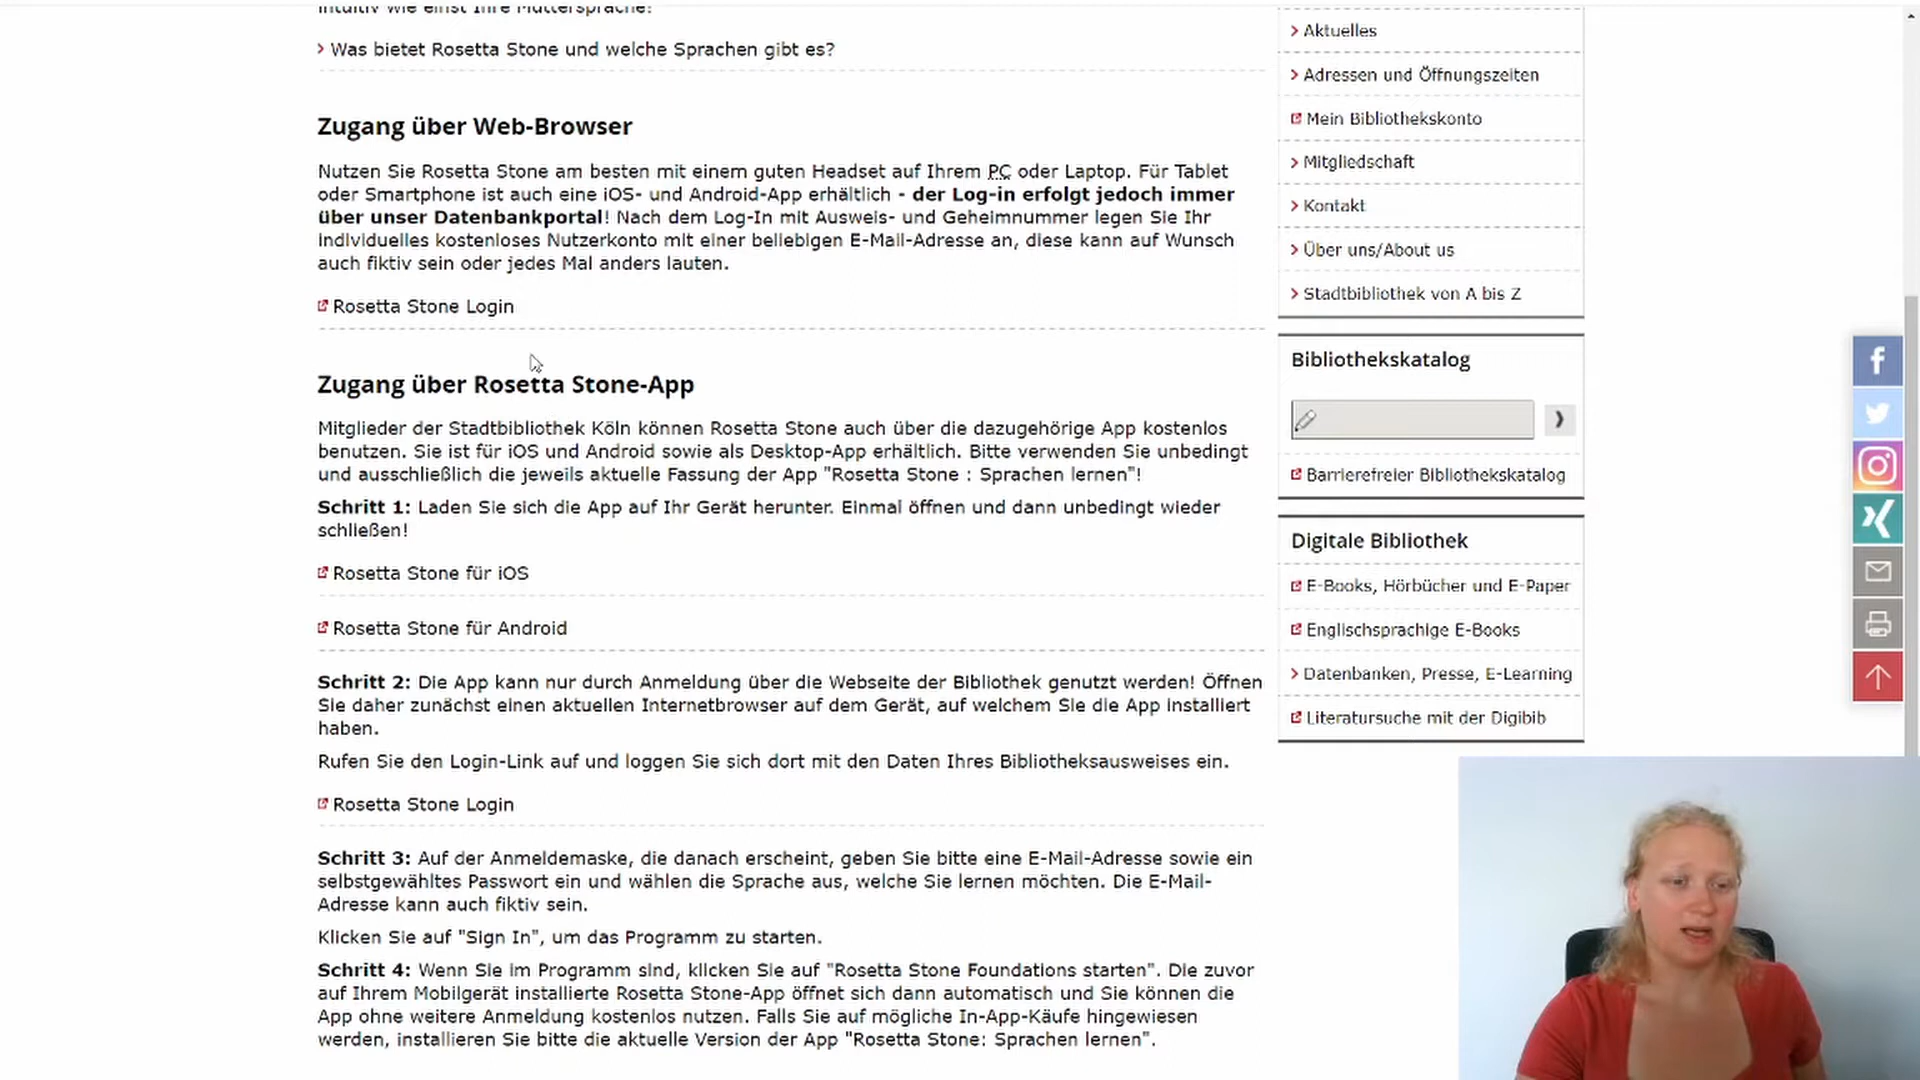 intuitiv wie einst Ihre Muttersprache!
Was bietet Rosetta Stone und welche Sprachen gibt es?
Zugang über Web-Browser
Nutzen Sie Rosetta Stone am besten mit einem guten Headset auf Ihrem PC oder Laptop. Für Tablet
oder Smartphone ist auch eine iOS- und Android-App erhältlich - der Log-in erfolgt jedoch immer
über unser Datenbankportal! Nach dem Log-In mit Ausweis- und Geheimnummer legen Sie Ihr
individuelles kostenloses Nutzerkonto mit einer beliebigen E-Mail-Adresse an, diese kann auf Wunsch
auch fiktiv sein oder jedes Mal anders lauten.
Rosetta Stone Login
Zugang über Rosetta Stone-App
Mitglieder der Stadtbibliothek Köln können Rosetta Stone auch über die dazugehörige App kostenlos
benutzen. Sie ist für iOS und Android sowie als Desktop-App erhältlich. Bitte verwenden Sie unbedingt
und ausschließlich die jeweils aktuelle Fassung der App "Rosetta Stone : Sprachen lernen"!
Schritt 1: Laden Sie sich die App auf Ihr Gerät herunter. Einmal öffnen und dann unbedingt wieder
schließen!
Rosetta Stone für iOS
Rosetta Stone für Android
Schritt 2: Die App kann nur durch Anmeldung über die Webseite der Bibliothek genutzt werden! Öffnen
Sie daher zunächst einen aktuellen Internetbrowser auf dem Gerät, auf welchem Sie die App installiert
haben.
Rufen Sie den Login-Link auf und loggen Sie sich dort mit den Daten Ihres Bibliotheksausweises ein.
Rosetta Stone Login
Schritt 3: Auf der Anmeldemaske, die danach erscheint, geben Sie bitte eine E-Mail-Adresse sowie ein
selbstgewähltes Passwort ein und wählen die Sprache aus, welche Sie lernen möchten. Die E-Mail-
Adresse kann auch fiktiv sein.
Klicken Sie auf "Sign In", um das Programm zu starten.
Schritt 4: Wenn Sie im Programm sind, klicken Sie auf "Rosetta Stone Foundations starten". Die zuvor
auf Ihrem Mobilgerät installierte Rosetta Stone-App öffnet sich dann automatisch und Sie können die
App ohne weitere Anmeldung kostenlos nutzen. Falls Sie auf mögliche In-App-Käufe hingewiesen
werden, installieren Sie bitte die aktuelle Version der App "Rosetta Stone: Sprachen lernen".
Aktuelles
Adressen und Öffnungszeiten
Mein Bibliothekskonto
Mitgliedschaft
Kontakt
Über uns/About us
Stadtbibliothek von A bis Z
Bibliothekskatalog
Barrierefreier Bibliothekskatalog
Digitale Bibliothek
E-Books, Hörbücher und E-Paper
Englischsprachige E-Books
Datenbanken, Presse, E-Learning
Literatursuche mit der Digibib